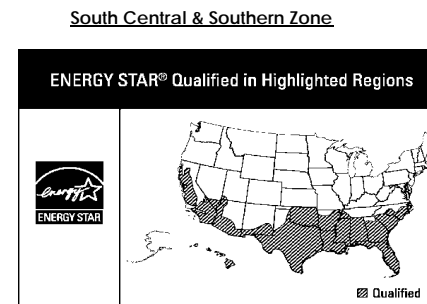 South Central & Southern Zone
ENERGY STAR® Qualified in Highlighted Regions
energy
ENERGY STAR
Qualified